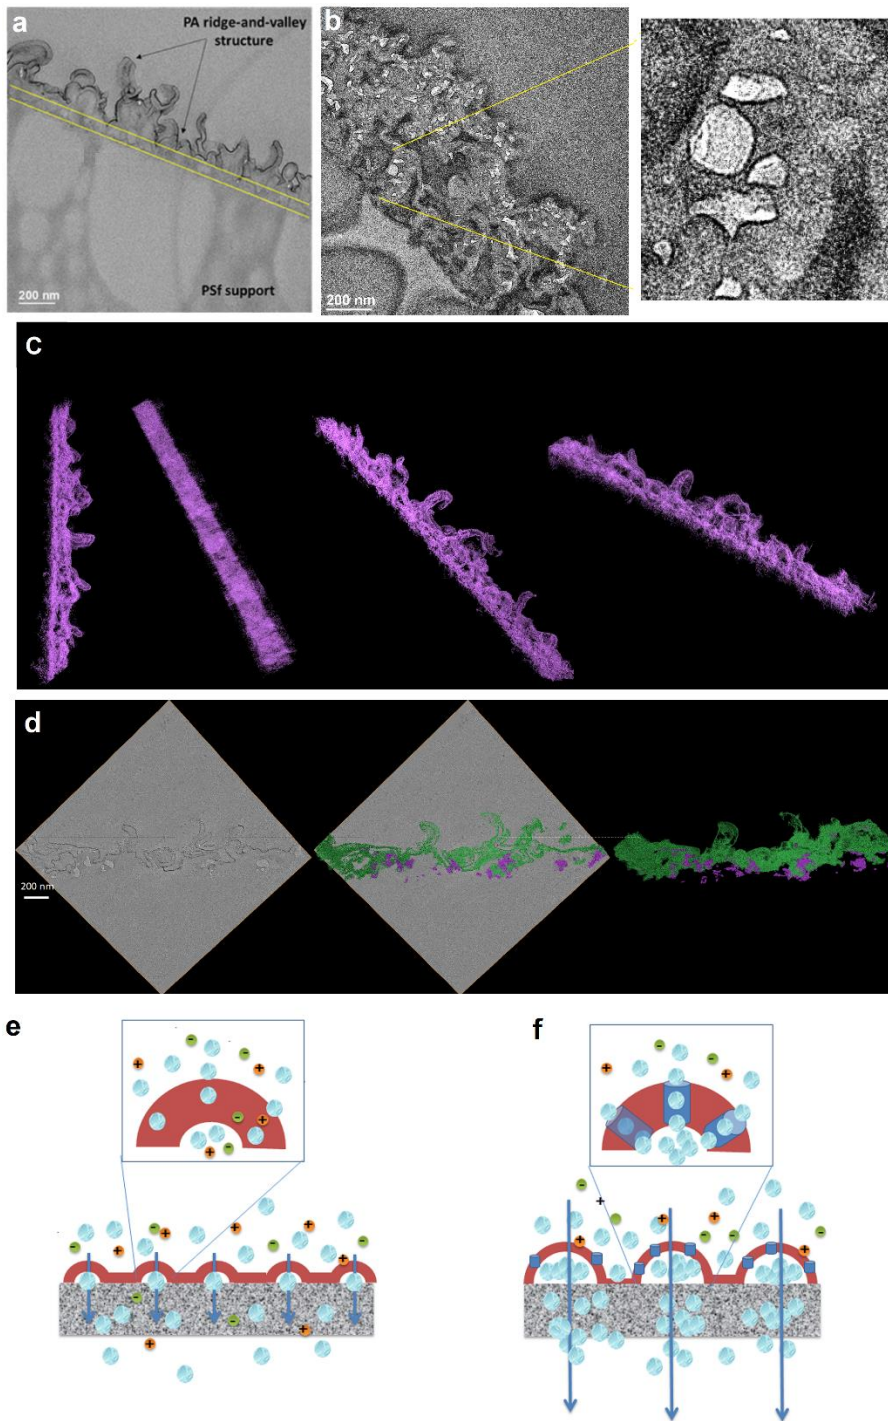 a
PA ridge-and-valley
structure
200 nm
PSf support
b
200 nm
c
d
200 nm
e
f